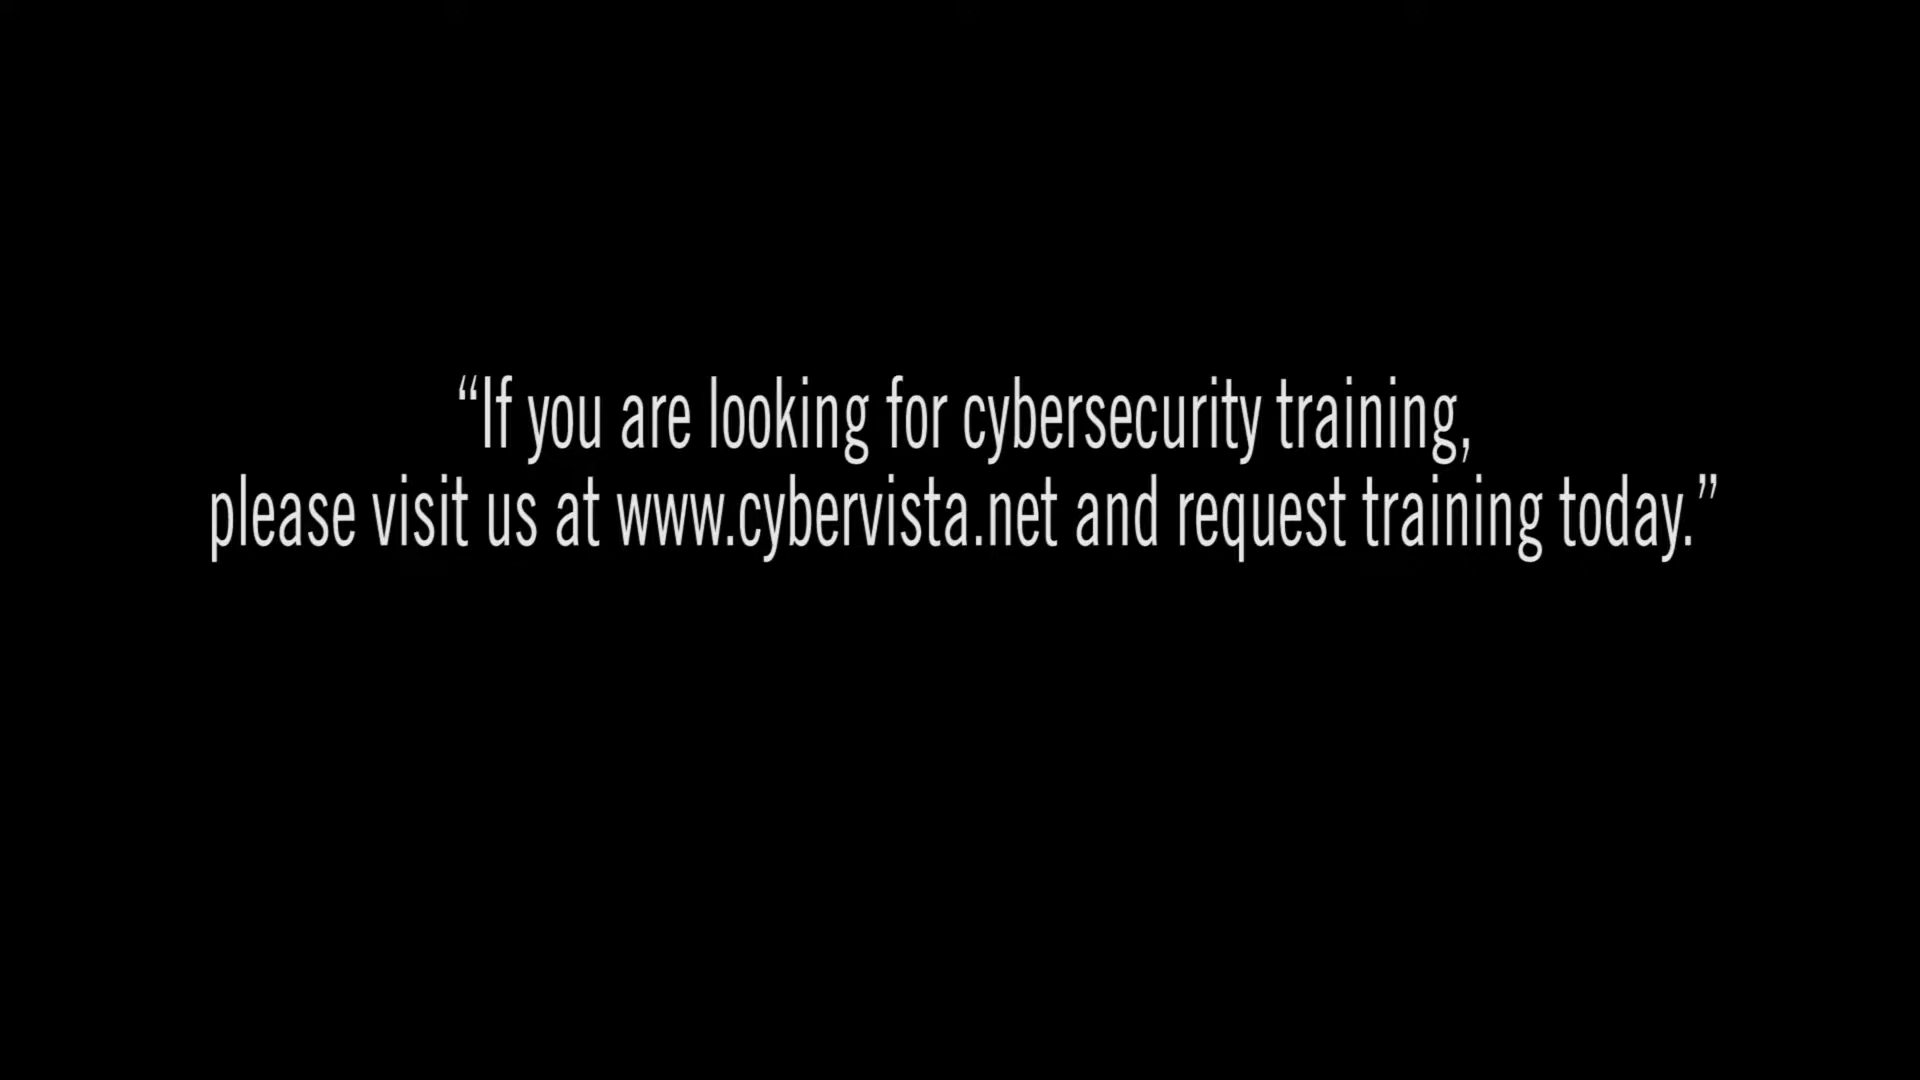 “If you are looking for cybersecurity training,
please visit us at www.cybervista.net and request training today.”